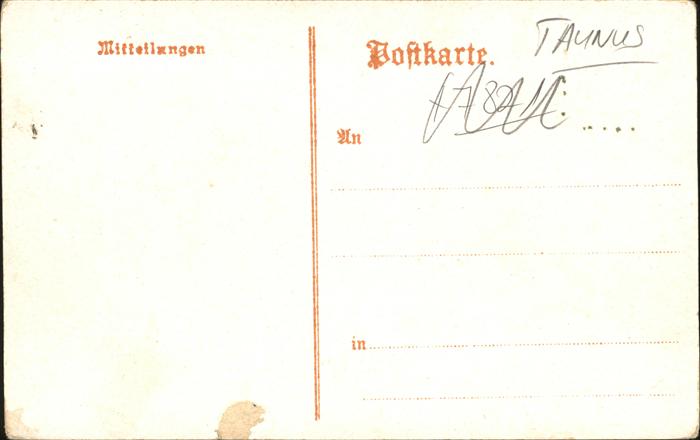 Mitteilungen
Postkarte.
TAUNUS
An
in